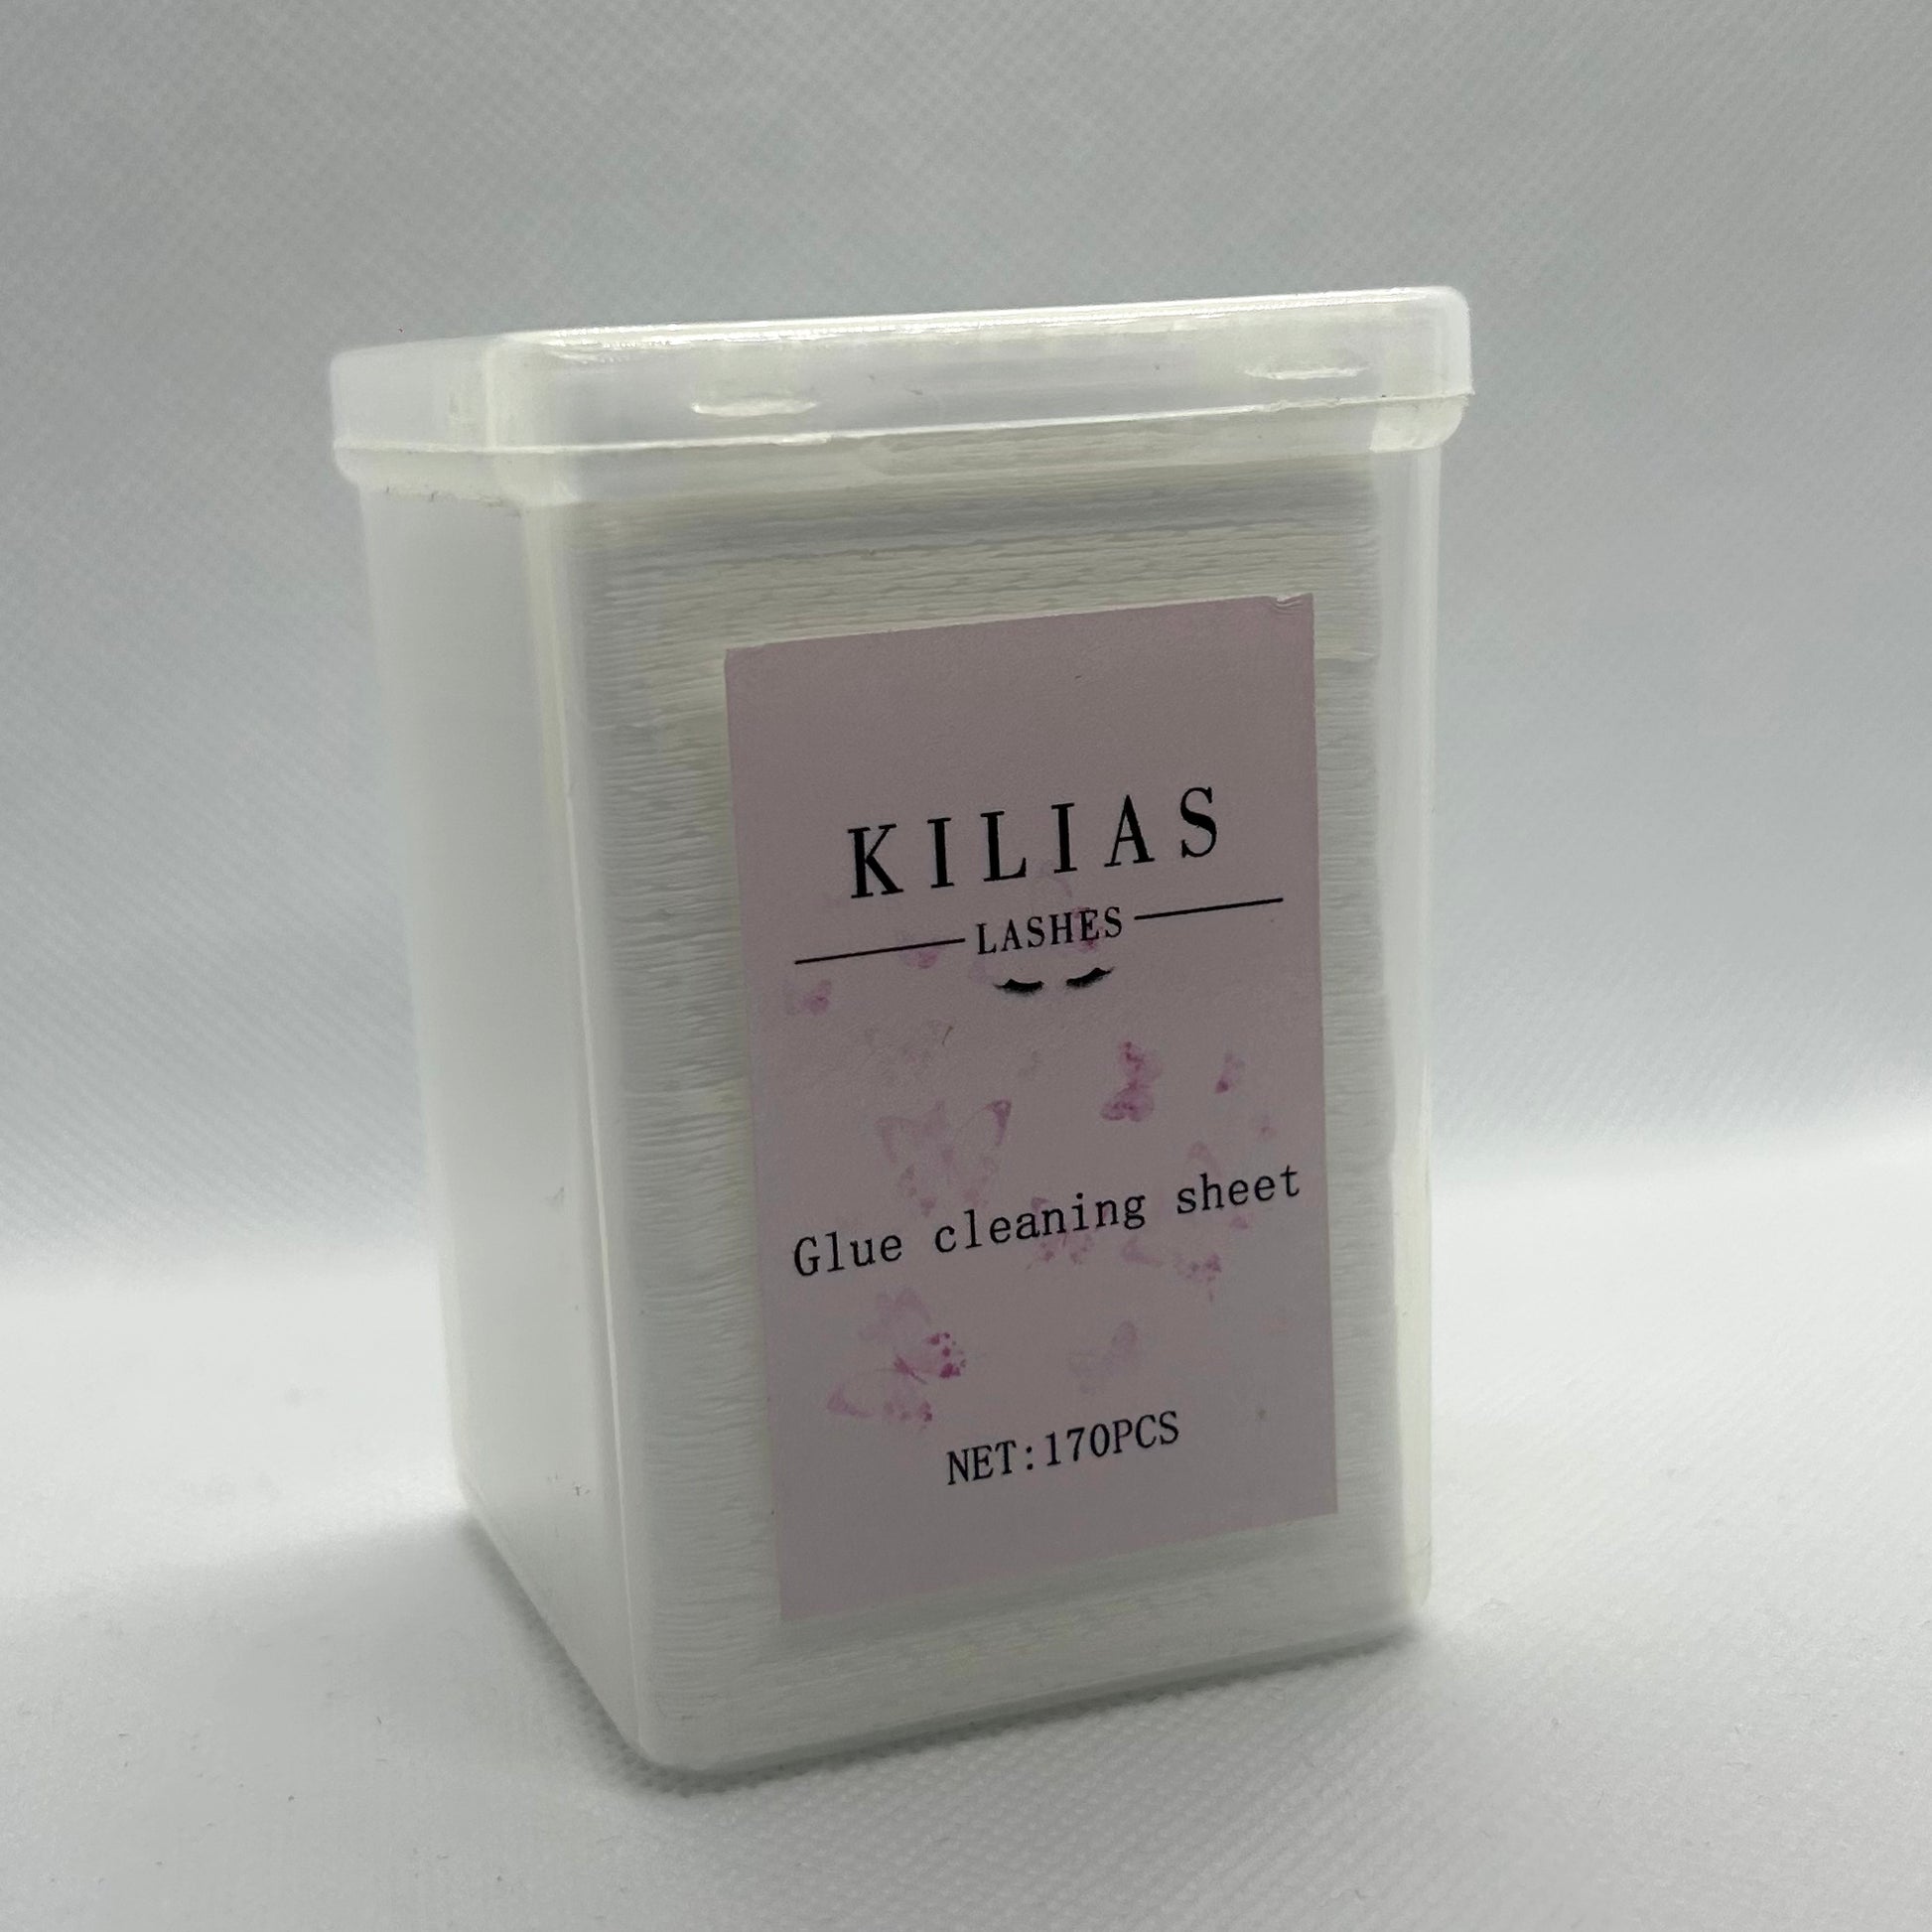 KILIAS
LASHES
Glue cleaning sheet
NET:170PCS